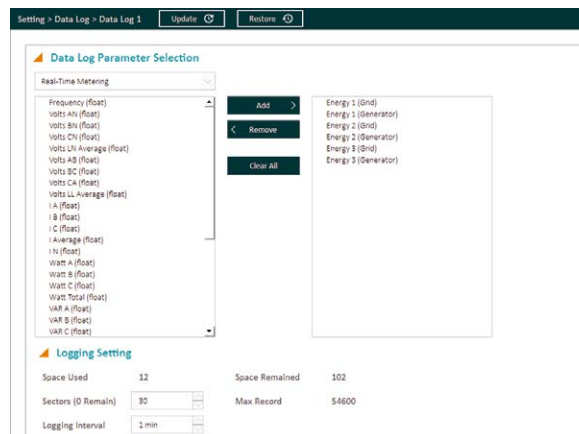 Setting > Data Log > Data Log 1 Update Restore
Data Log Parameter Selection
Real-Time Metering
Frequency (float)
Volts AN (float)
Volts BN (float)
Volts CN (float)
Volts LN Average (float)
Volts AB (float)
Volts BC (float)
Volts CA (float)
Volts LL Average (float)
I A (float)
I B (float)
I C (float)
I Average (float)
I N (float)
Watt A (float)
Watt B (float)
Watt C (float)
Watt Total (float)
VAR A (float)
VAR B (float)
VAR C (float)
Add >
< Remove
Clear All
Energy 1 (Grid)
Energy 1 (Generator)
Energy 2 (Grid)
Energy 2 (Generator)
Energy 3 (Grid)
Energy 3 (Generator)
Logging Setting
Space Used 12 Space Remained 102
Sectors (0 Remain) 30 Max Record 54600
Logging Interval 1 min